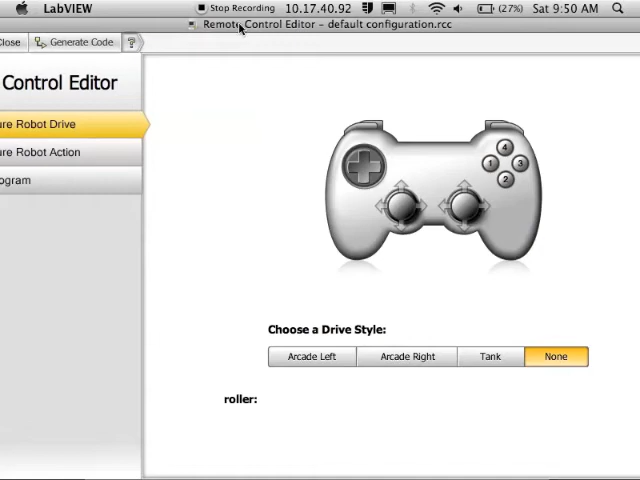 LabVIEW Stop Recording 10.17.40.92 (27%) Sat 9:50 AM
Remote Control Editor – default configuration.rcc
Close Generate Code ?
Control Editor
ure Robot Drive
ure Robot Action
ogram
4
1 3
2
Choose a Drive Style:
Arcade Left Arcade Right Tank None
roller: